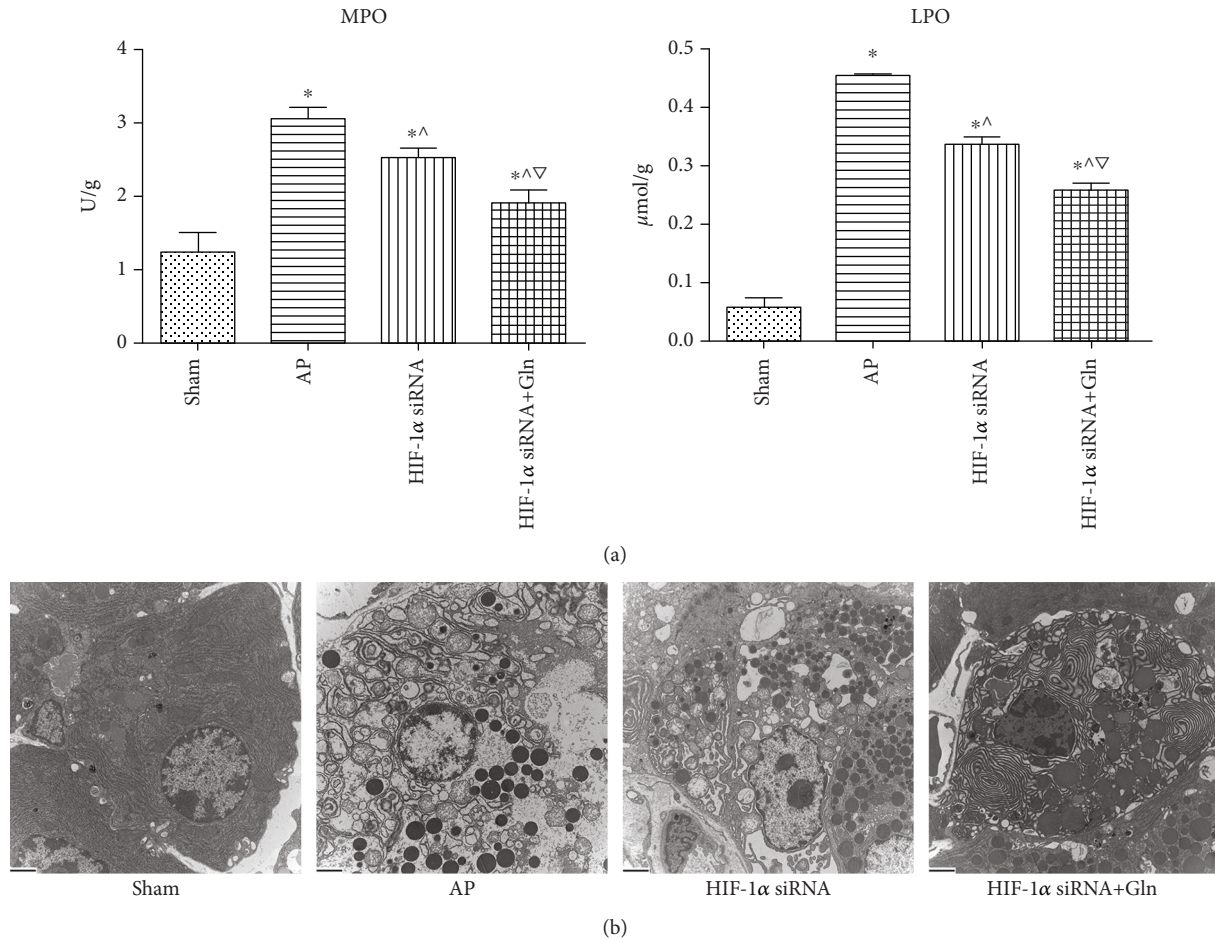 MPO
LPO
4
3
2
1
0
U/g
*
*^
*^▽
Sham
AP
HIF-1α siRNA
HIF-1α siRNA+Gln
0.5
0.4
0.3
0.2
0.1
0.0
μmol/g
*
*^
*^▽
Sham
AP
HIF-1α siRNA
HIF-1α siRNA+Gln
(a)
Sham
AP
HIF-1α siRNA
HIF-1α siRNA+Gln
(b)